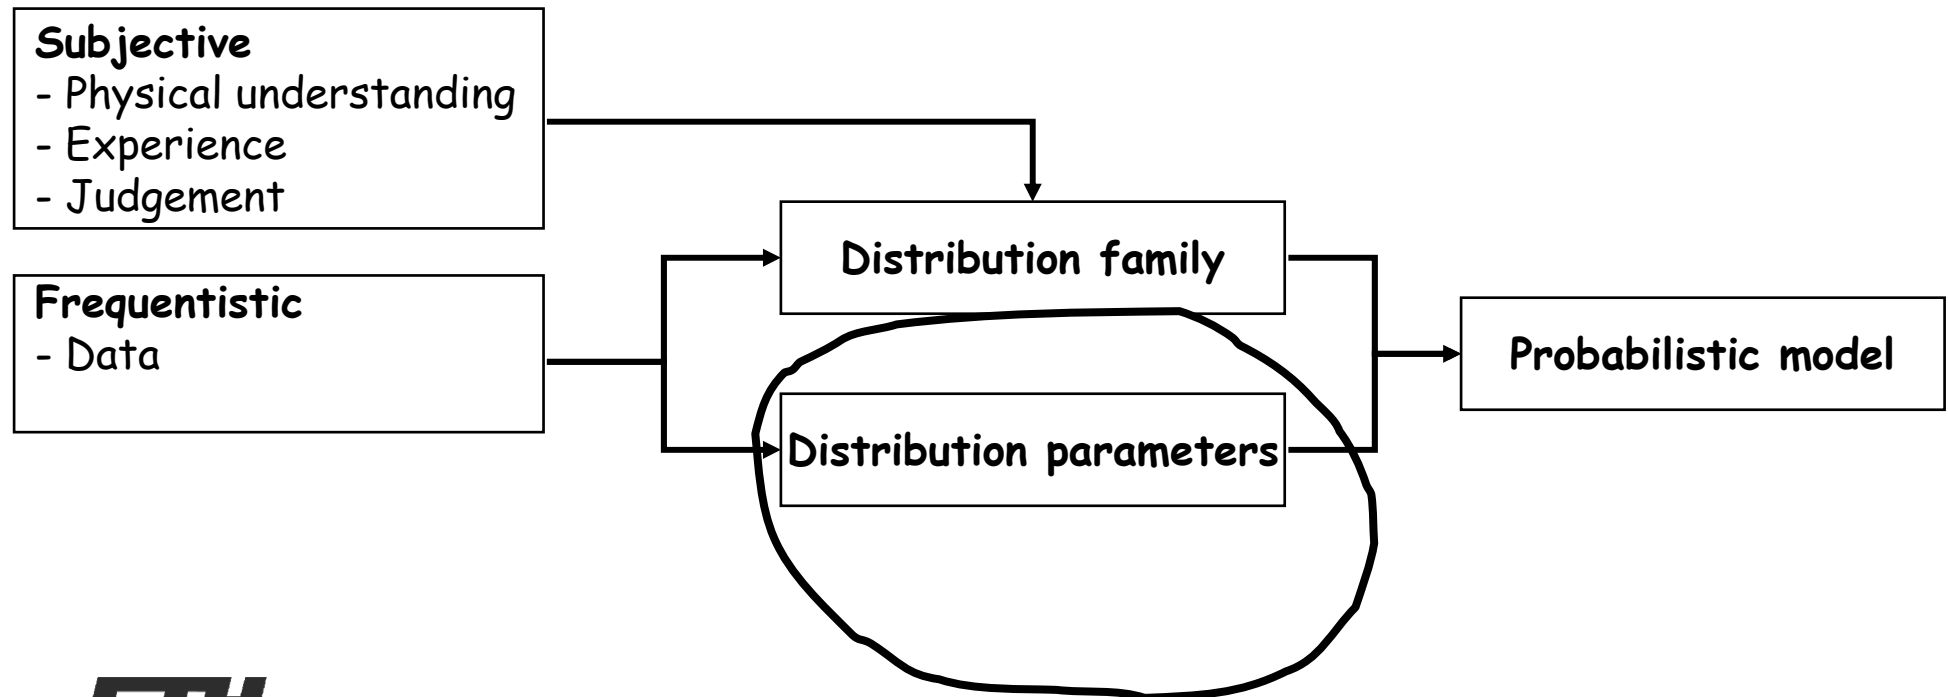 Subjective
- Physical understanding
- Experience
- Judgement
Distribution family
Frequentistic
- Data
Probabilistic model
Distribution parameters